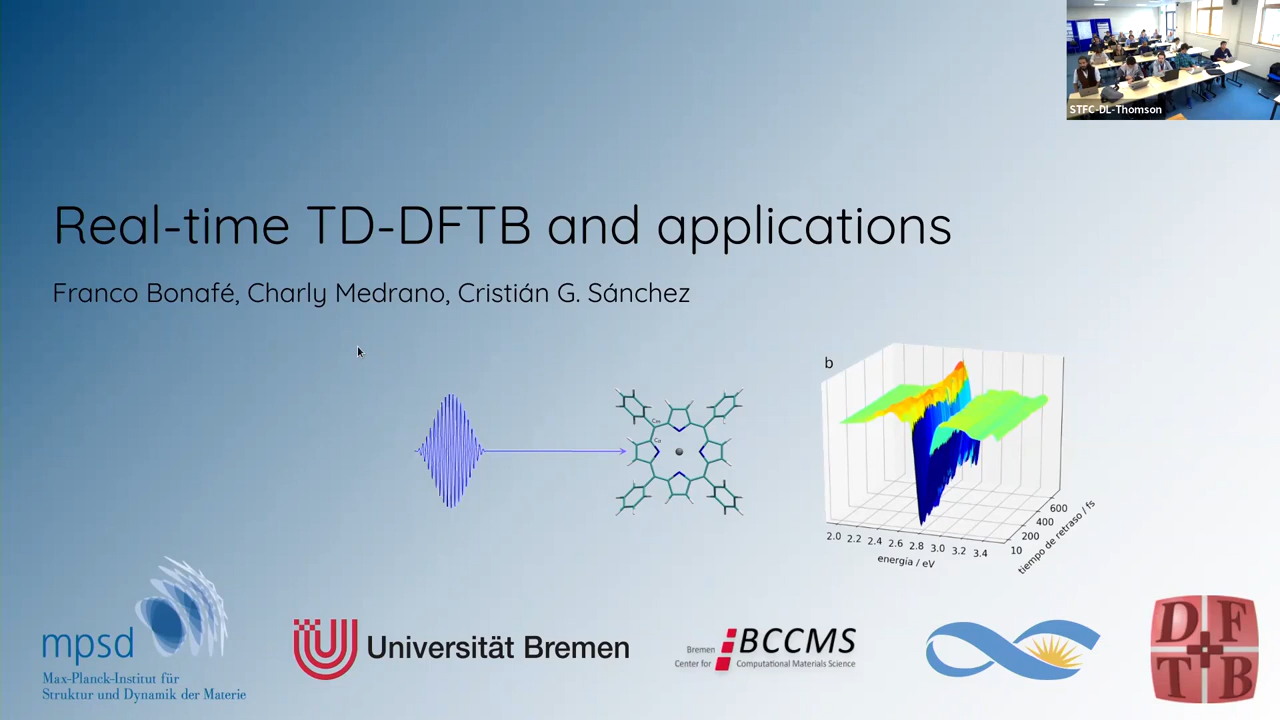 STFC-DL-Thomson
Real-time TD-DFTB and applications
Franco Bonafé, Charly Medrano, Cristián G. Sánchez
b
2.0 2.2 2.4 2.6 2.8 3.0 3.2 3.4
energía / eV
10 200 400 600
tiempo de retraso / fs
mpsd
Max-Planck-Institut für
Struktur und Dynamik der Materie
Universität Bremen
Bremen
Center for
BCCMS
Computational Materials Science
D F
T B